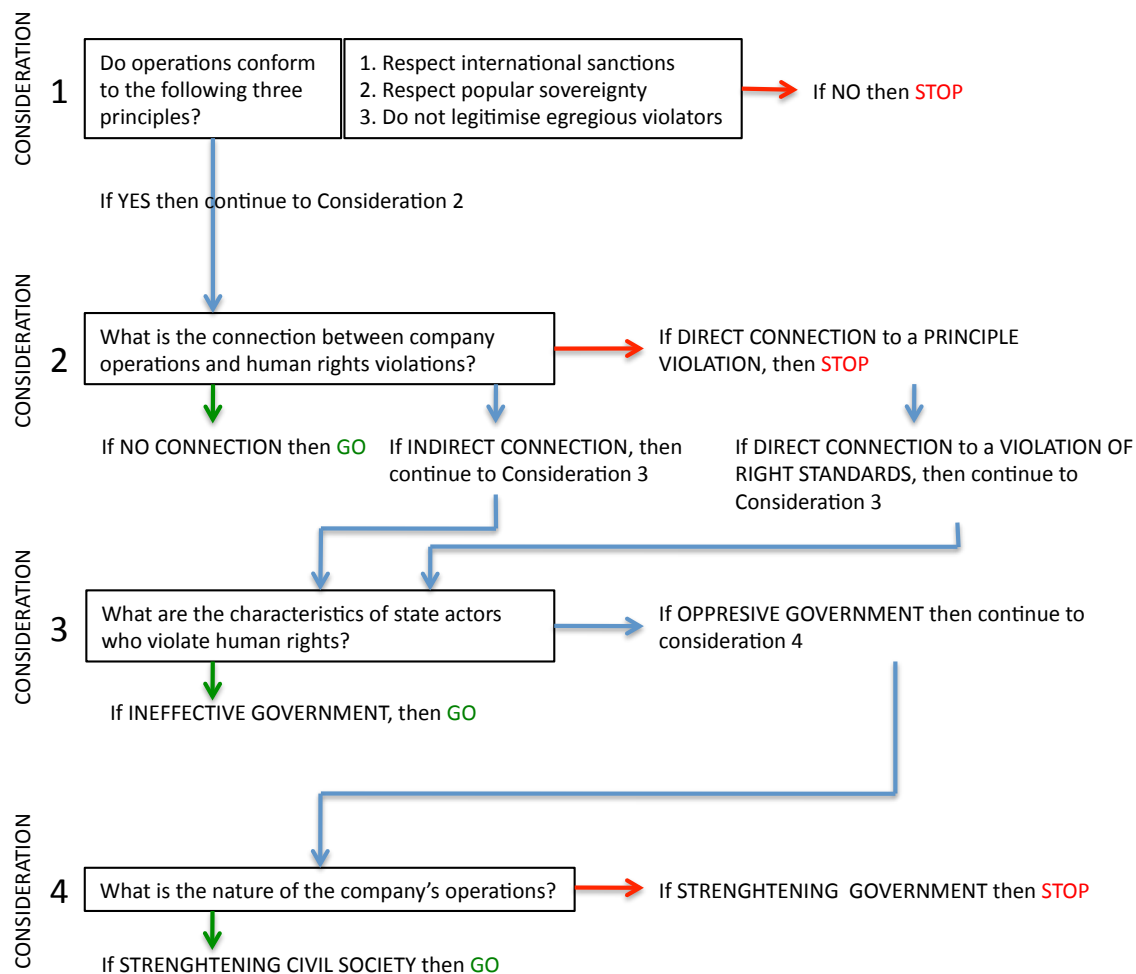 CONSIDERATION
1
Do operations conform
to the following three
principles?
1. Respect international sanctions
2. Respect popular sovereignty
3. Do not legitimise egregious violators
If NO then STOP
If YES then continue to Consideration 2
CONSIDERATION
2
What is the connection between company
operations and human rights violations?
If DIRECT CONNECTION to a PRINCIPLE
VIOLATION, then STOP
If NO CONNECTION then GO
If INDIRECT CONNECTION, then
continue to Consideration 3
If DIRECT CONNECTION to a VIOLATION OF
RIGHT STANDARDS, then continue to
Consideration 3
CONSIDERATION
3
What are the characteristics of state actors
who violate human rights?
If OPPRESIVE GOVERNMENT then continue to
consideration 4
If INEFFECTIVE GOVERNMENT, then GO
CONSIDERATION
4
What is the nature of the company's operations?
If STRENGHTENING GOVERNMENT then STOP
If STRENGHTENING CIVIL SOCIETY then GO